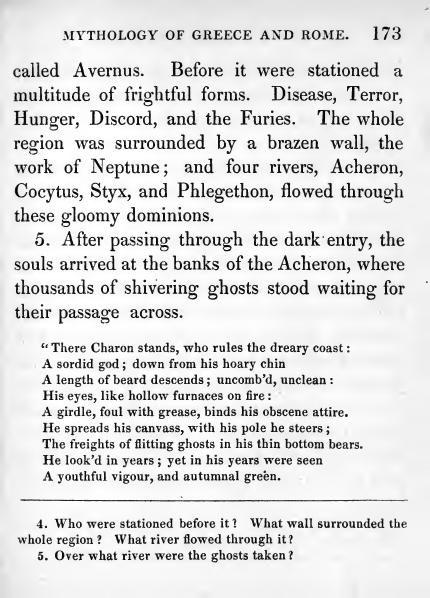 MYTHOLOGY OF GREECE AND ROME. 173
called Avernus. Before it were stationed a
multitude of frightful forms. Disease, Terror,
Hunger, Discord, and the Furies. The whole
region was surrounded by a brazen wall, the
work of Neptune; and four rivers, Acheron,
Cocytus, Styx, and Phlegethon, flowed through
these gloomy dominions.
5. After passing through the dark entry, the
souls arrived at the banks of the Acheron, where
thousands of shivering ghosts stood waiting for
their passage across.
“There Charon stands, who rules the dreary coast:
A sordid god; down from his hoary chin
A length of beard descends; uncomb’d, unclean:
His eyes, like hollow furnaces on fire:
A girdle, foul with grease, binds his obscene attire.
He spreads his canvass, with his pole he steers;
The freights of flitting ghosts in his thin bottom bears.
He look’d in years; yet in his years were seen
A youthful vigour, and autumnal green.
4. Who were stationed before it? What wall surrounded the
whole region? What river flowed through it?
5. Over what river were the ghosts taken?